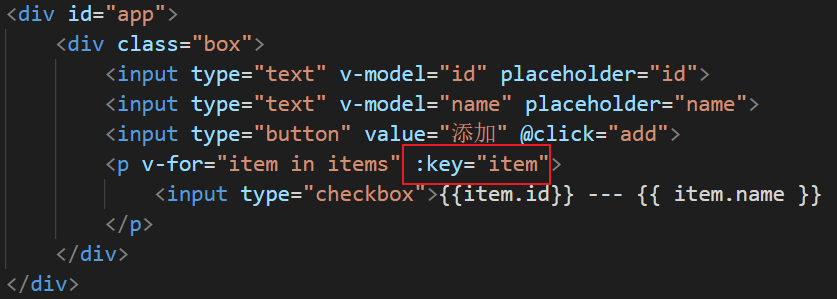 <div id="app">
<div class="box">
<input type="text" v-model="id" placeholder="id">
<input type="text" v-model="name" placeholder="name">
<input type="button" value="添加" @click="add">
<p v-for="item in items" :key="item">
<input type="checkbox">{{item.id}} --- {{ item.name }}
</p>
</div>
</div>